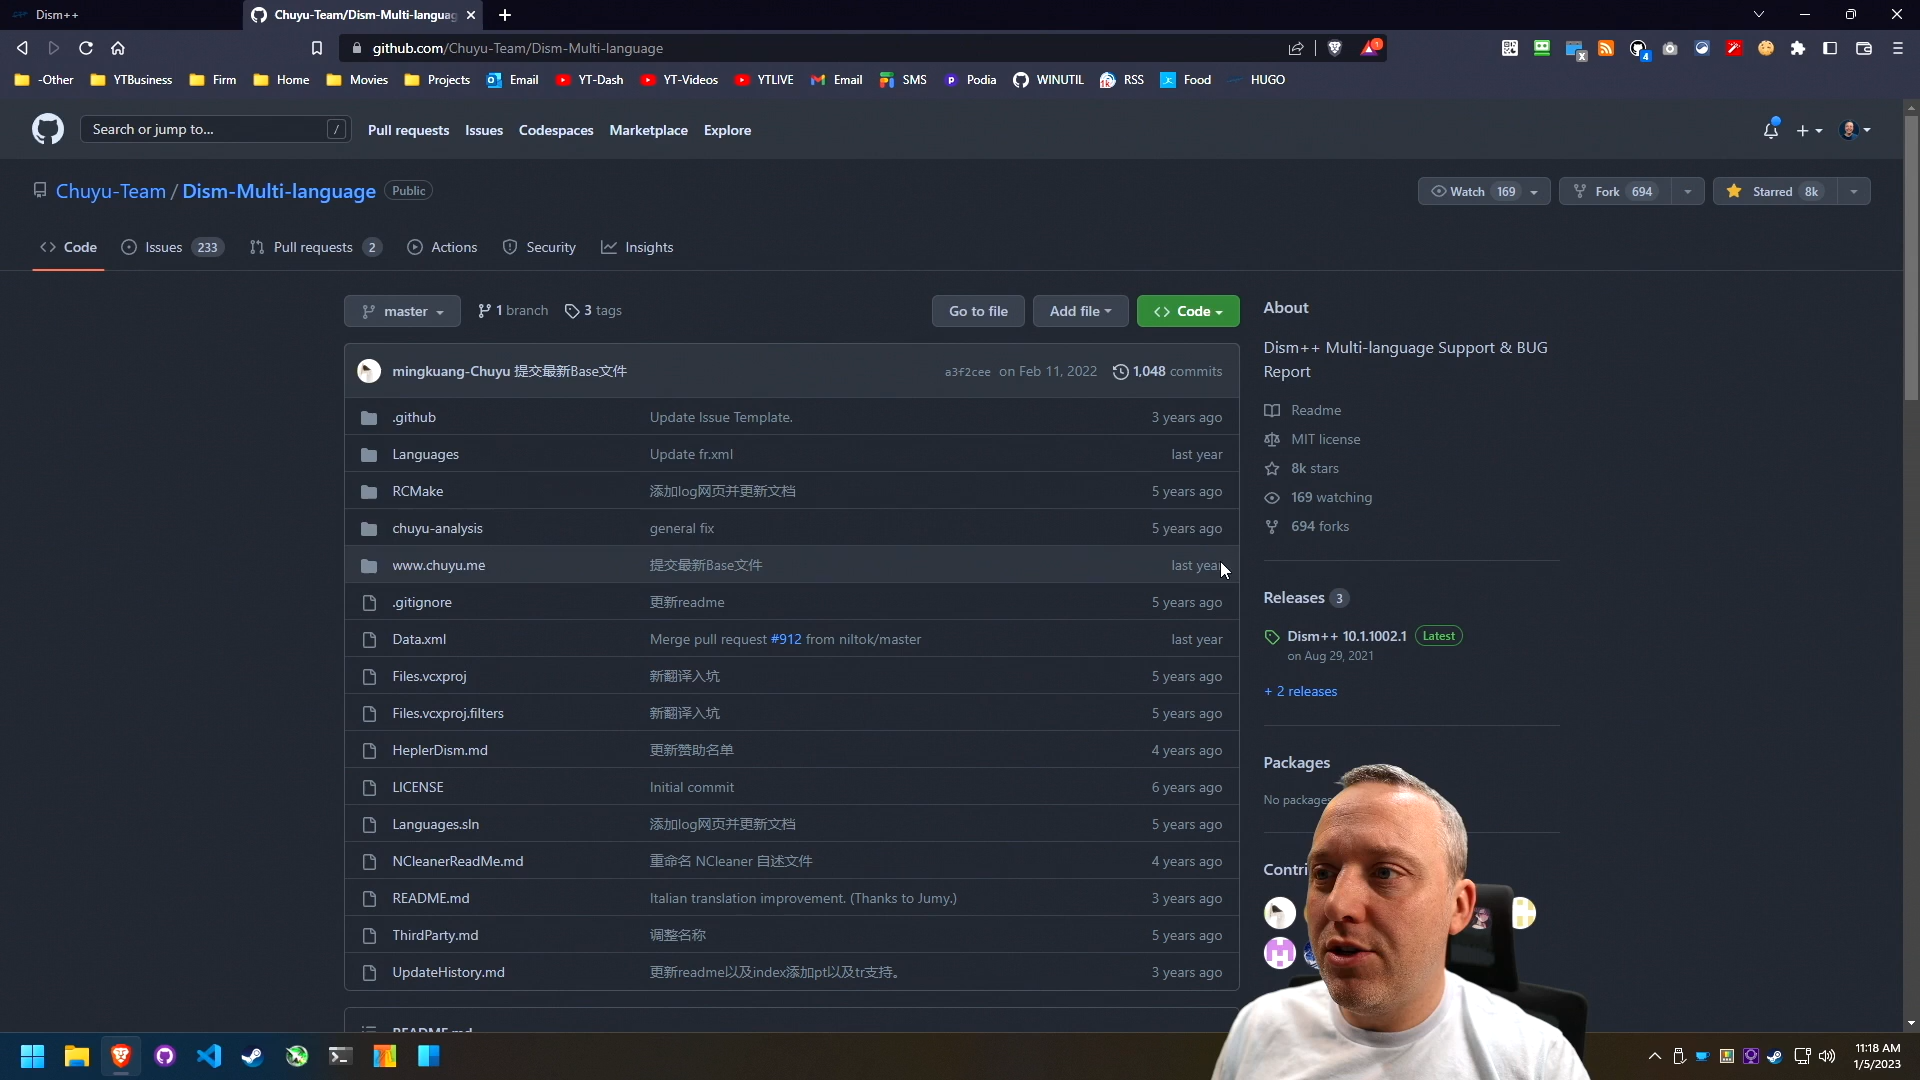 Dism++
Chuyu-Team/Dism-Multi-languag
github.com/Chuyu-Team/Dism-Multi-language
1
X
4
-Other
YTBusiness
Firm
Home
Movies
Projects
Email
YT-Dash
YT-Videos
YTLIVE
Email
SMS
Podia
WINUTIL
RSS
Food
HUGO
Search or jump to...
/
Pull requests
Issues
Codespaces
Marketplace
Explore
Chuyu-Team / Dism-Multi-language
Public
Watch 169
Fork 694
Starred 8k
Code
Issues 233
Pull requests 2
Actions
Security
Insights
master
1 branch
3 tags
Go to file
Add file
Code
mingkuang-Chuyu 提交最新Base文件
a3f2cee on Feb 11, 2022
1,048 commits
.github Update Issue Template. 3 years ago
Languages Update fr.xml last year
RCMake 添加log网页并更新文档 5 years ago
chuyu-analysis general fix 5 years ago
www.chuyu.me 提交最新Base文件 last year
.gitignore 更新readme 5 years ago
Data.xml Merge pull request #912 from niltok/master last year
Files.vcxproj 新翻译入坑 5 years ago
Files.vcxproj.filters 新翻译入坑 5 years ago
HeplerDism.md 更新赞助名单 4 years ago
LICENSE Initial commit 6 years ago
Languages.sln 添加log网页并更新文档 5 years ago
NCleanerReadMe.md 重命名 NCleaner 自述文件 4 years ago
README.md Italian translation improvement. (Thanks to Jumy.) 3 years ago
ThirdParty.md 调整名称 5 years ago
UpdateHistory.md 更新readme以及index添加pt以及tr支持。 3 years ago
README.md
About
Dism++ Multi-language Support & BUG
Report
Readme
MIT license
8k stars
169 watching
694 forks
Releases 3
Dism++ 10.1.1002.1 Latest
on Aug 29, 2021
+ 2 releases
Packages
No packages
Contri
11:18 AM
1/5/2023